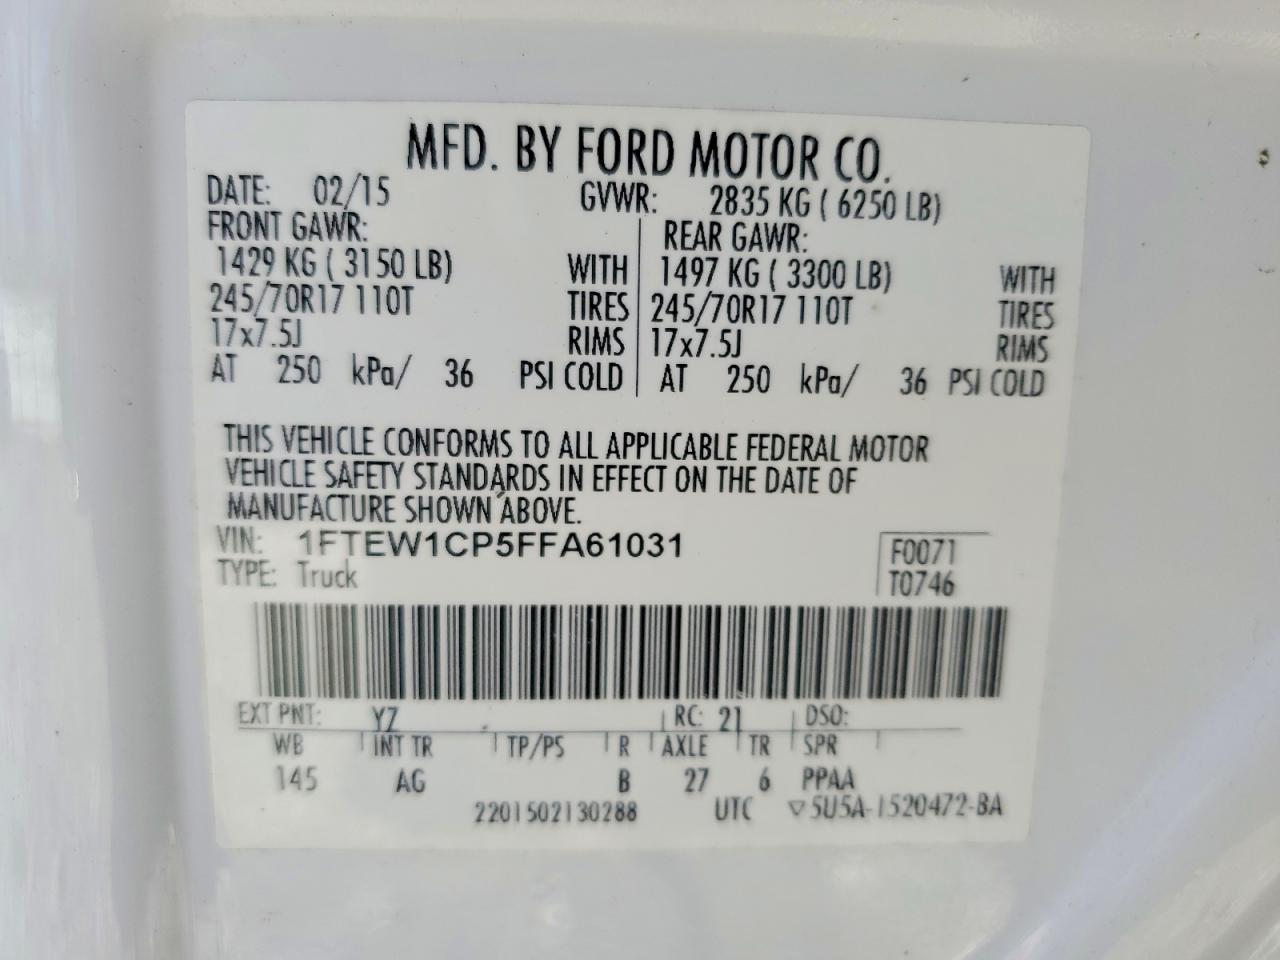 MFD. BY FORD MOTOR CO.
DATE: 02/15 GVWR: 2835 KG ( 6250 LB)
FRONT GAWR: REAR GAWR:
1429 KG ( 3150 LB) WITH 1497 KG ( 3300 LB) WITH
245/70R17 110T TIRES 245/70R17 110T TIRES
17x7.5J RIMS 17x7.5J RIMS
AT 250 kPa/ 36 PSI COLD AT 250 kPa/ 36 PSI COLD
THIS VEHICLE CONFORMS TO ALL APPLICABLE FEDERAL MOTOR
VEHICLE SAFETY STANDARDS IN EFFECT ON THE DATE OF
MANUFACTURE SHOWN ABOVE.
VIN: 1FTEW1CP5FFA61031 F0071
TYPE: Truck T0746
EXT PNT: YZ RC: 21 DSO:
WB INT TR TP/PS R AXLE TR SPR
145 AG B 27 6 PPAA
2201502130288 UTC ▽5U5A-1520472-BA